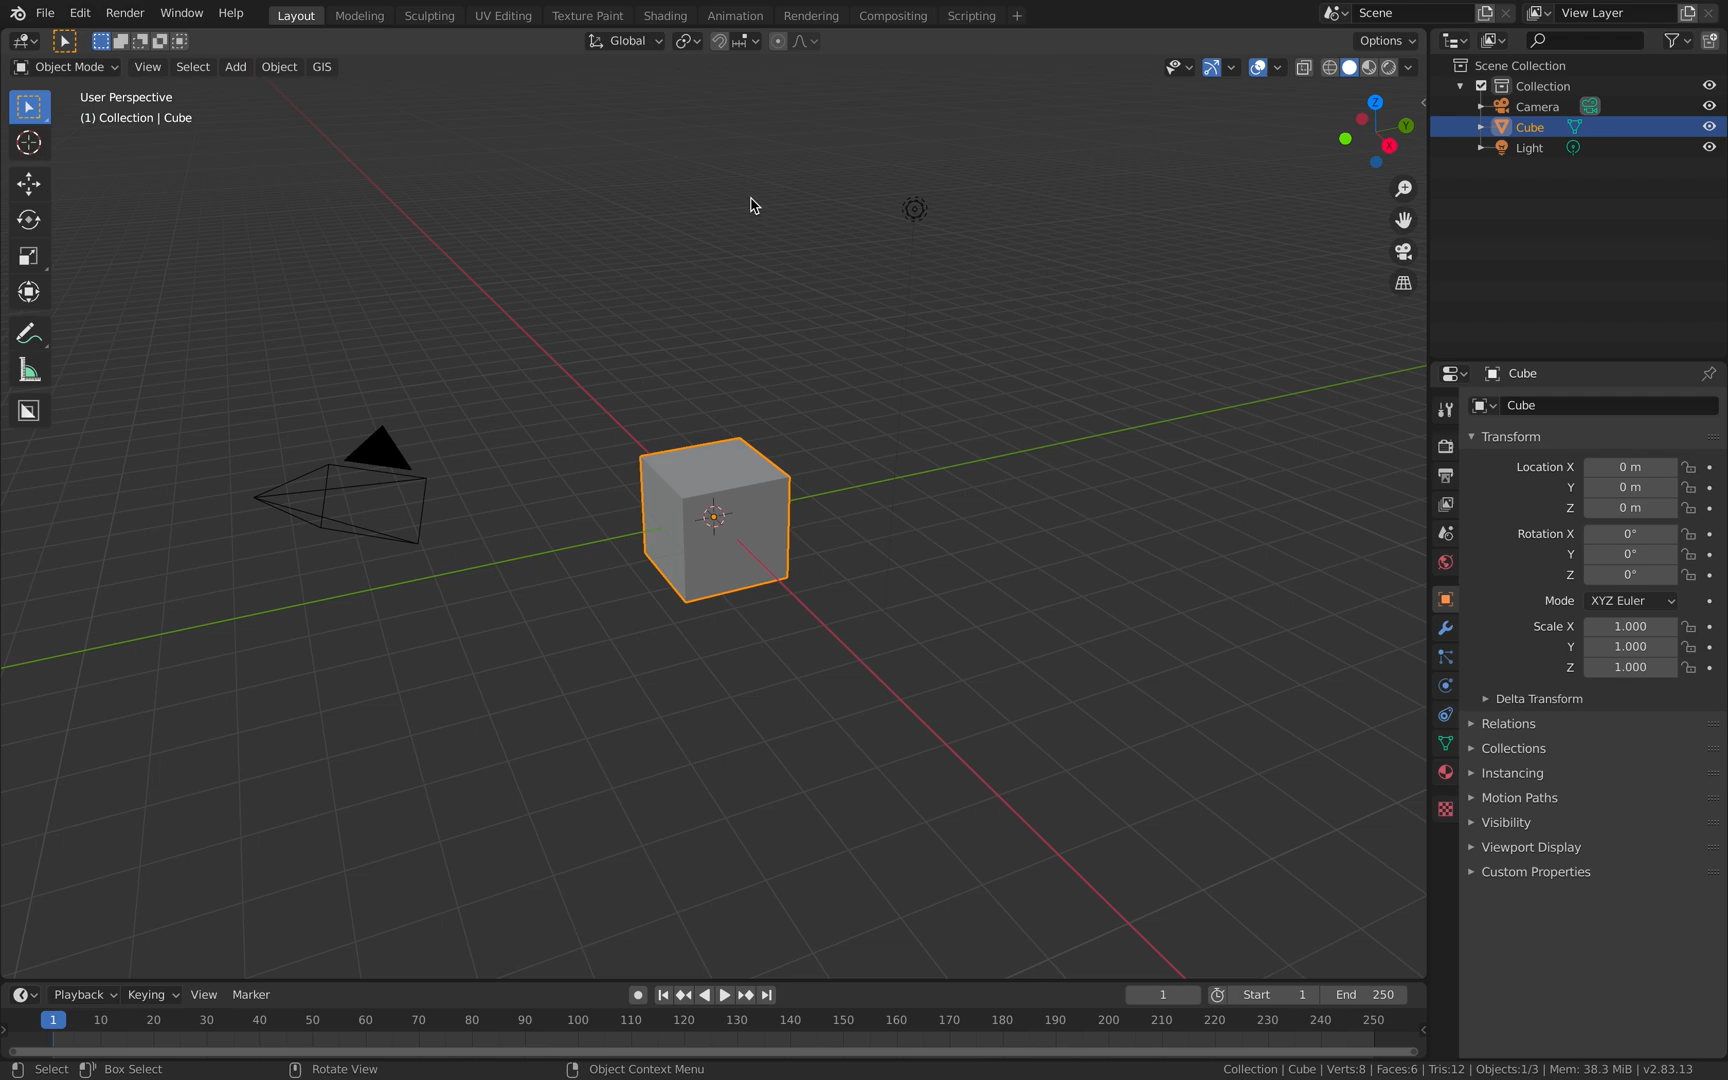 File Edit Render Window Help Layout Modeling Sculpting UV Editing Texture Paint Shading Animation Rendering Compositing Scripting + Scene View Layer
Global Options
Object Mode View Select Add Object GIS
User Perspective
(1) Collection | Cube
Z
Y
X
Scene Collection
Collection
Camera
Cube
Light
Cube
Cube
Transform
Location X 0 m
Y 0 m
Z 0 m
Rotation X 0°
Y 0°
Z 0°
Mode XYZ Euler
Scale X 1.000
Y 1.000
Z 1.000
Delta Transform
Relations
Collections
Instancing
Motion Paths
Visibility
Viewport Display
Custom Properties
Playback Keying View Marker 1 Start 1 End 250
1 10 20 30 40 50 60 70 80 90 100 110 120 130 140 150 160 170 180 190 200 210 220 230 240 250
Select Box Select Rotate View Object Context Menu Collection | Cube | Verts:8 | Faces:6 | Tris:12 | Objects:1/3 | Mem: 38.3 MiB | v2.83.13